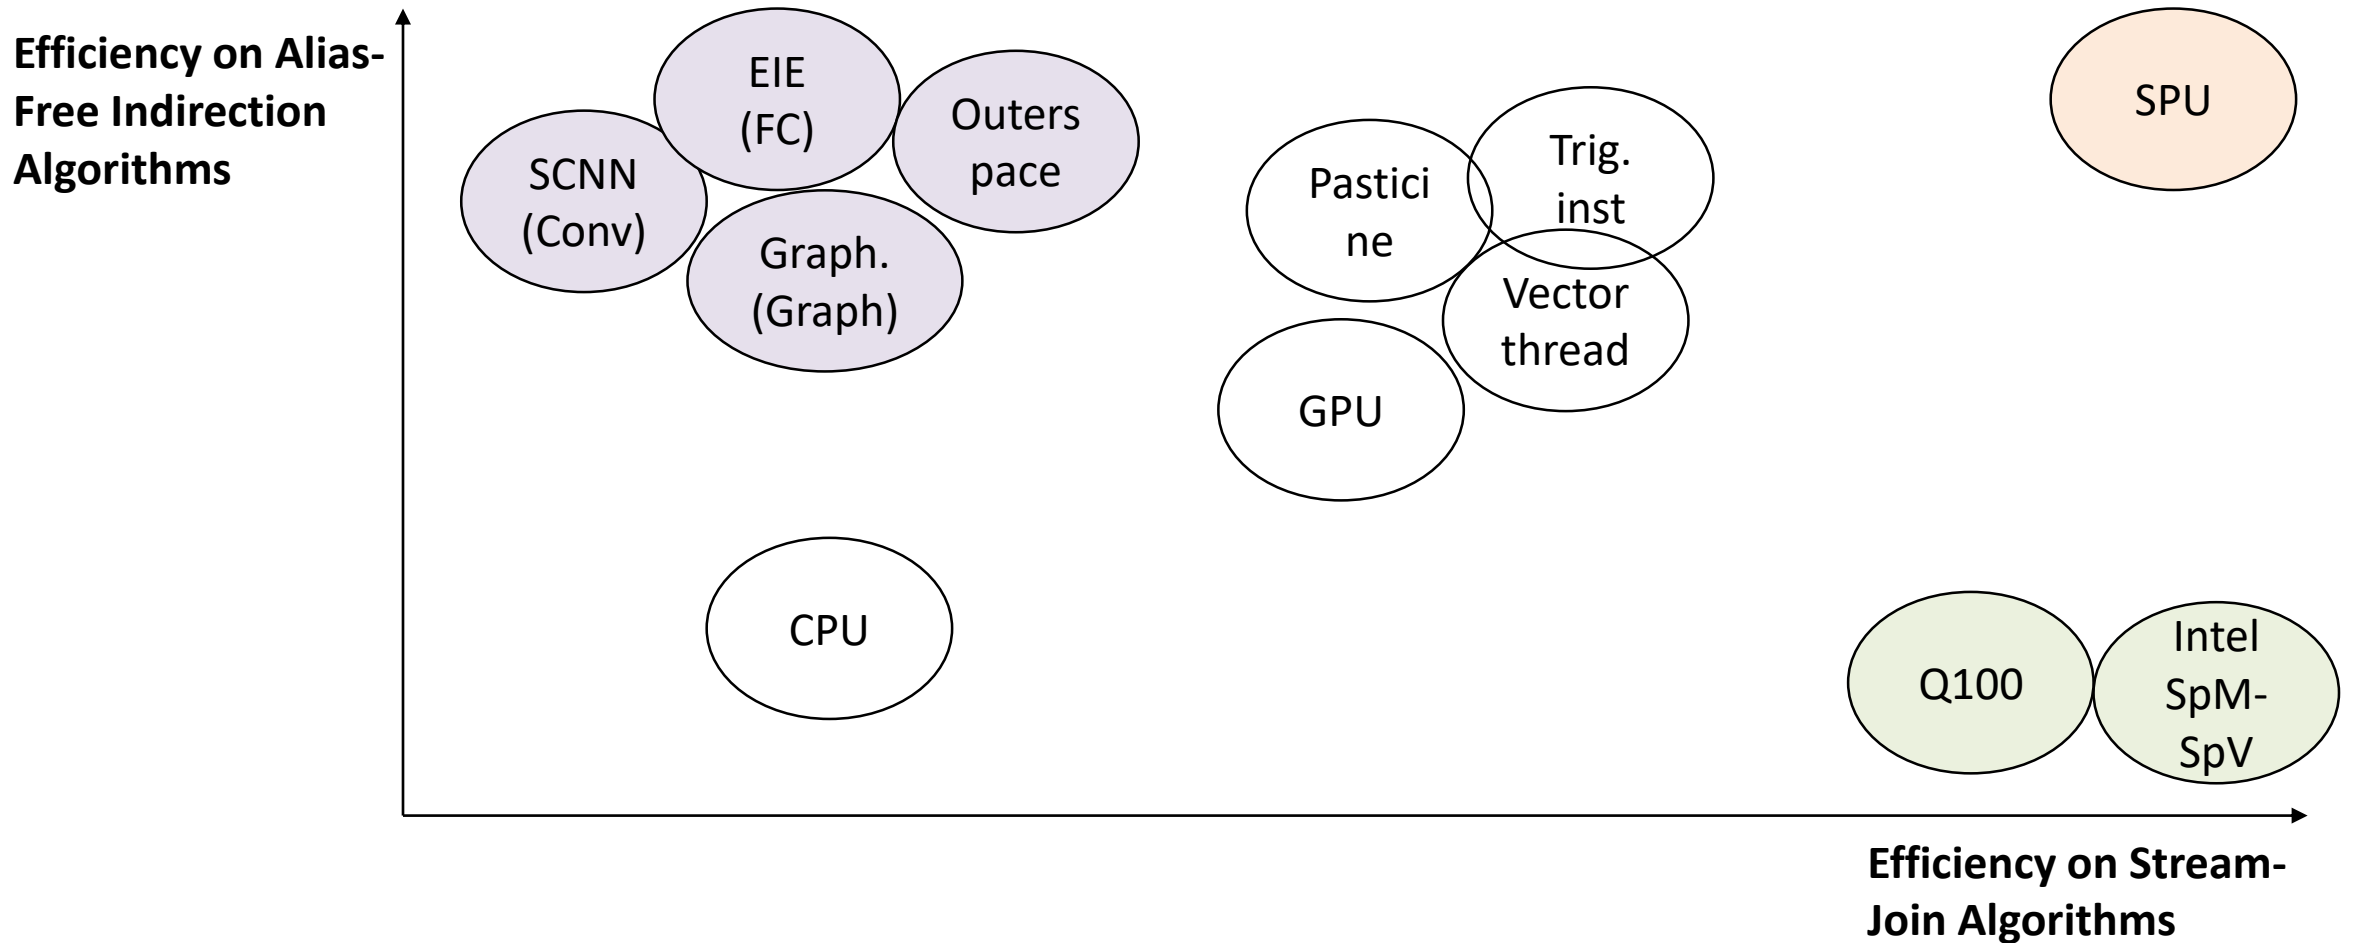 Efficiency on Alias-
Free Indirection
Algorithms
EIE
(FC)
Outers
pace
SCNN
(Conv)
Graph.
(Graph)
Pastici
ne
Trig.
inst
Vector
thread
GPU
SPU
CPU
Q100
Intel
SpM-
SpV
Efficiency on Stream-
Join Algorithms